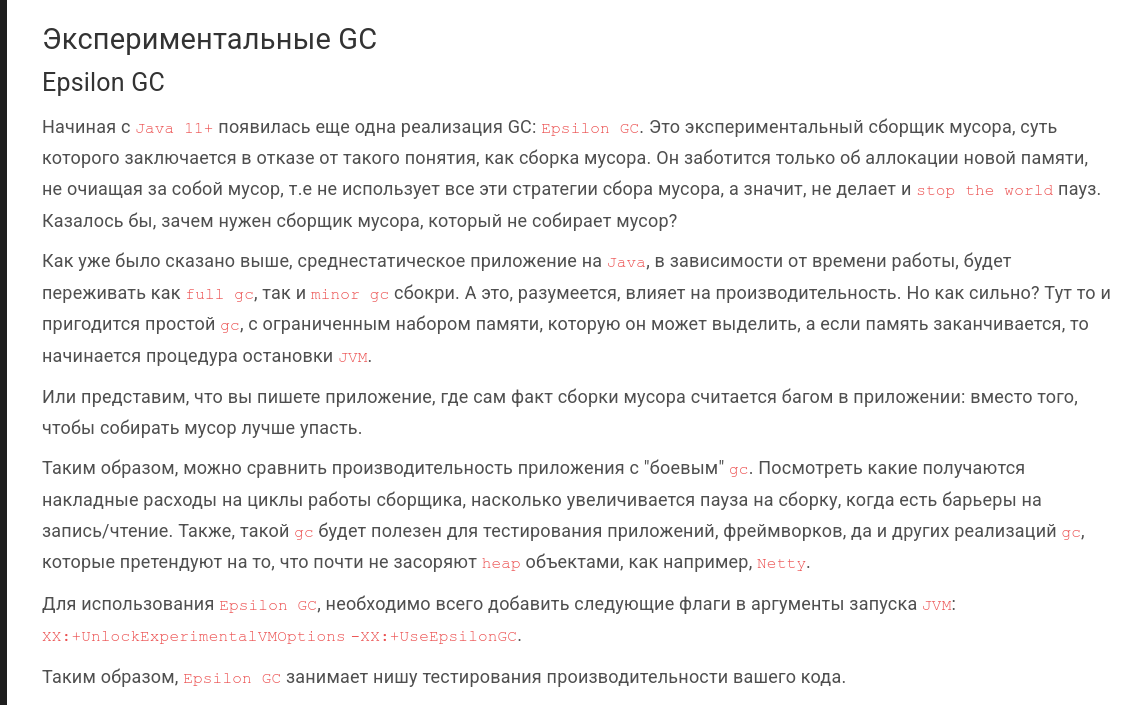 Экспериментальные GC
Epsilon GC
Начиная с Java 11+ появилась еще одна реализация GC: Epsilon GC. Это экспериментальный сборщик мусора, суть
которого заключается в отказе от такого понятия, как сборка мусора. Он заботится только об аллокации новой памяти,
не очиащая за собой мусор, т.е не использует все эти стратегии сбора мусора, а значит, не делает и stop the world пауз.
Казалось бы, зачем нужен сборщик мусора, который не собирает мусор?
Как уже было сказано выше, среднестатическое приложение на Java, в зависимости от времени работы, будет
переживать как full gc, так и minor gc сбокри. А это, разумеется, влияет на производительность. Но как сильно? Тут то и
пригодится простой gc, с ограниченным набором памяти, которую он может выделить, а если память заканчивается, то
начинается процедура остановки JVM.
Или представим, что вы пишете приложение, где сам факт сборки мусора считается багом в приложении: вместо того,
чтобы собирать мусор лучше упасть.
Таким образом, можно сравнить производительность приложения с "боевым" gc. Посмотреть какие получаются
накладные расходы на циклы работы сборщика, насколько увеличивается пауза на сборку, когда есть барьеры на
запись/чтение. Также, такой gc будет полезен для тестирования приложений, фреймворков, да и других реализаций gc,
которые претендуют на то, что почти не засоряют heap объектами, как например, Netty.
Для использования Epsilon GC, необходимо всего добавить следующие флаги в аргументы запуска JVM:
XX:+UnlockExperimentalVMOptions -XX:+UseEpsilonGC.
Таким образом, Epsilon GC занимает нишу тестирования производительности вашего кода.